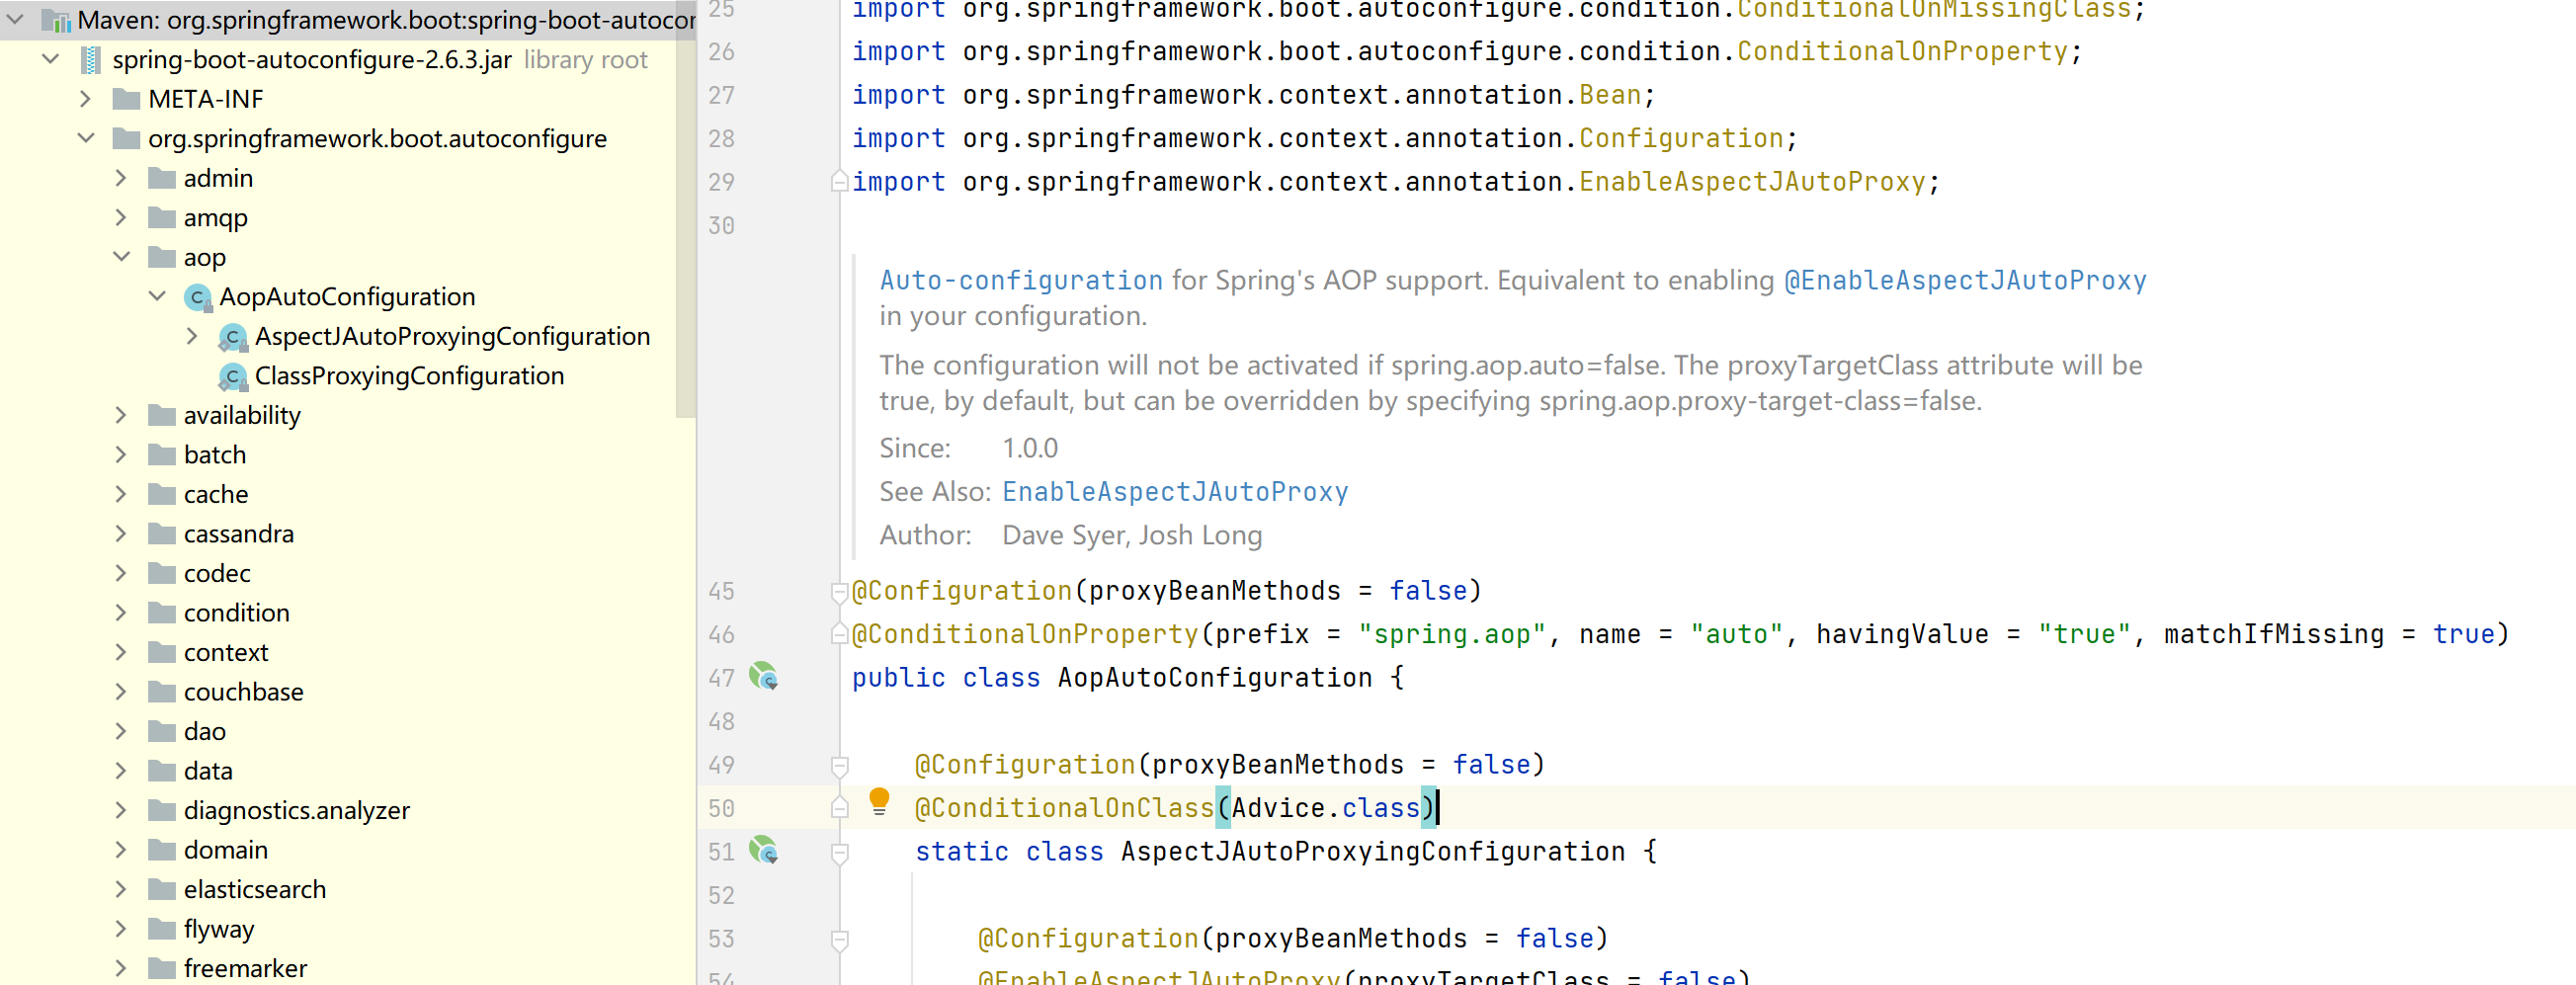 Maven: org.springframework.boot:spring-boot-autocor
spring-boot-autoconfigure-2.6.3.jar library root
META-INF
org.springframework.boot.autoconfigure
admin
amqp
aop
AopAutoConfiguration
AspectJAutoProxyingConfiguration
ClassProxyingConfiguration
availability
batch
cache
cassandra
codec
condition
context
couchbase
dao
data
diagnostics.analyzer
domain
elasticsearch
flyway
freemarker
25 import org.springframework.boot.autoconfigure.condition.ConditionalOnMissingClass;
26 import org.springframework.boot.autoconfigure.condition.ConditionalOnProperty;
27 import org.springframework.context.annotation.Bean;
28 import org.springframework.context.annotation.Configuration;
29 import org.springframework.context.annotation.EnableAspectJAutoProxy;
30
Auto-configuration for Spring's AOP support. Equivalent to enabling @EnableAspectJAutoProxy
in your configuration.
The configuration will not be activated if spring.aop.auto=false. The proxyTargetClass attribute will be
true, by default, but can be overridden by specifying spring.aop.proxy-target-class=false.
Since: 1.0.0
See Also: EnableAspectJAutoProxy
Author: Dave Syer, Josh Long
45 @Configuration(proxyBeanMethods = false)
46 @ConditionalOnProperty(prefix = "spring.aop", name = "auto", havingValue = "true", matchIfMissing = true)
47 public class AopAutoConfiguration {
48
49 @Configuration(proxyBeanMethods = false)
50 @ConditionalOnClass(Advice.class)
51 static class AspectJAutoProxyingConfiguration {
52
53 @Configuration(proxyBeanMethods = false)
54 @EnableAspectJAutoProxy(proxyTargetClass = false)